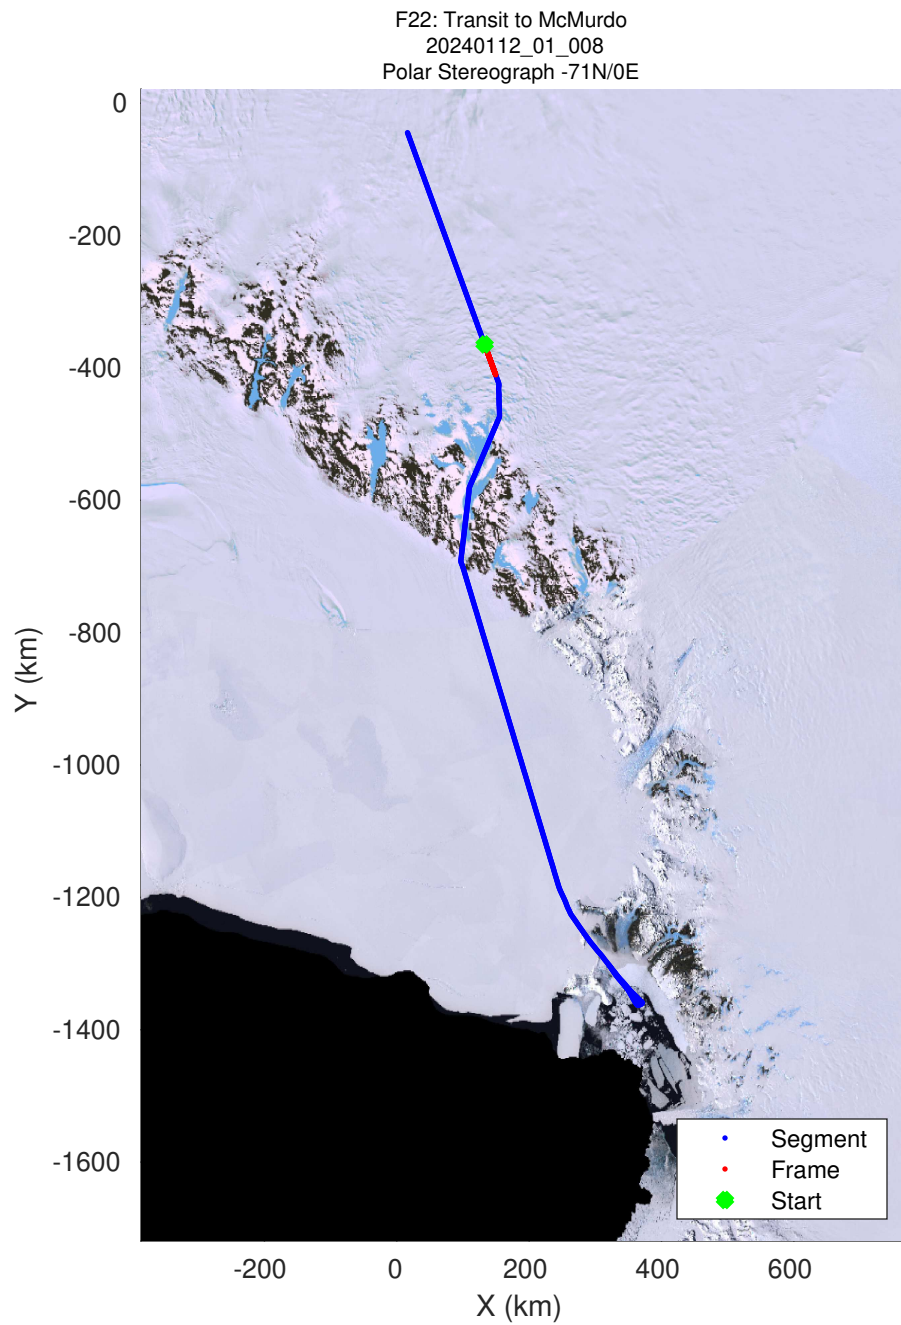 F22: Transit to McMurdo
20240112_01_008
Polar Stereograph -71N/0E
0
-200
-400
-600
-800
-1000
-1200
-1400
-1600
Y (km)
-200 0 200 400 600
X (km)
Segment
Frame
Start